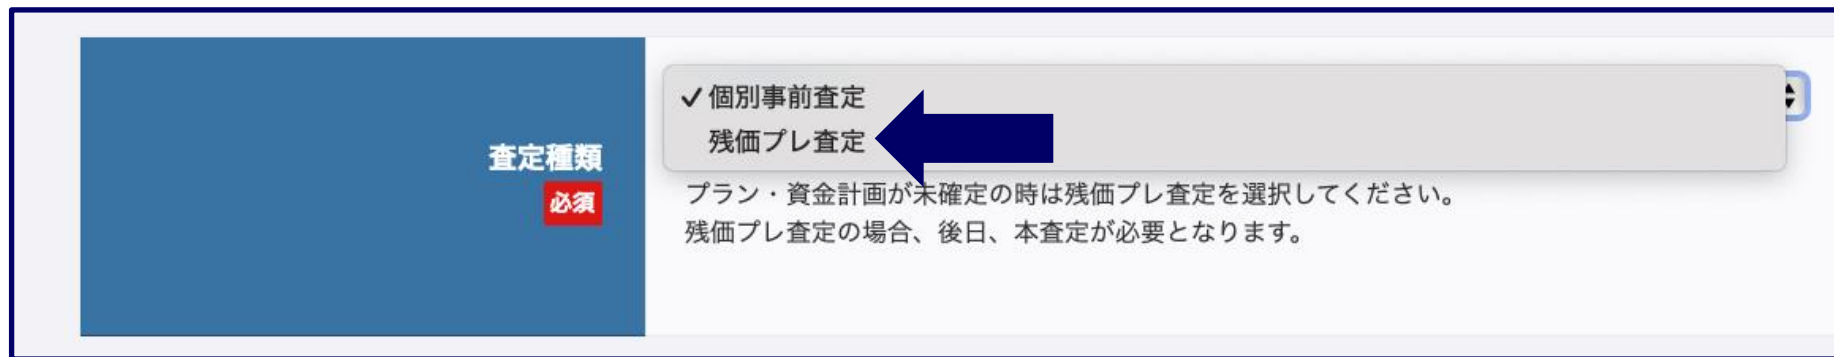 査定種類
必須
✓個別事前査定
残価プレ査定
プラン・資金計画が未確定の時は残価プレ査定を選択してください。
残価プレ査定の場合、後日、本査定が必要となります。